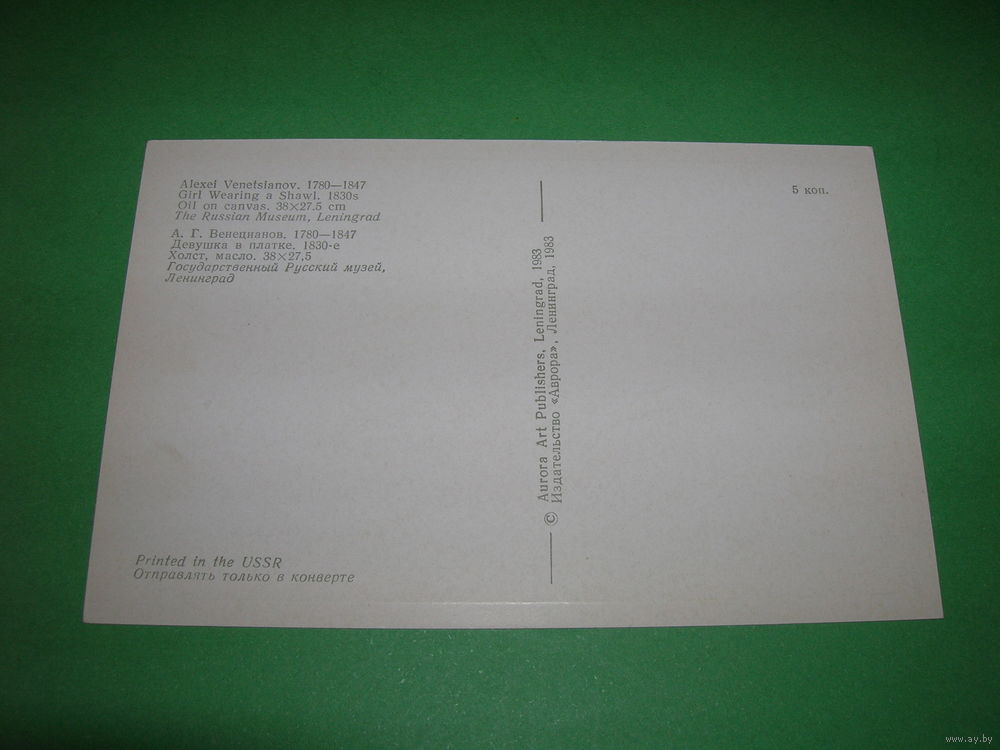 Alexei Venetsianov. 1780—1847
Girl Wearing a Shawl. 1830s
Oil on canvas. 38×27.5 cm
The Russian Museum, Leningrad
А. Г. Венецианов. 1780—1847
Девушка в платке. 1830-е
Холст, масло. 38×27,5
Государственный Русский музей,
Ленинград
5 коп.
© Aurora Art Publishers, Leningrad, 1983
Издательство «Аврора», Ленинград, 1983
Printed in the USSR
Отправлять только в конверте
www.ay.by